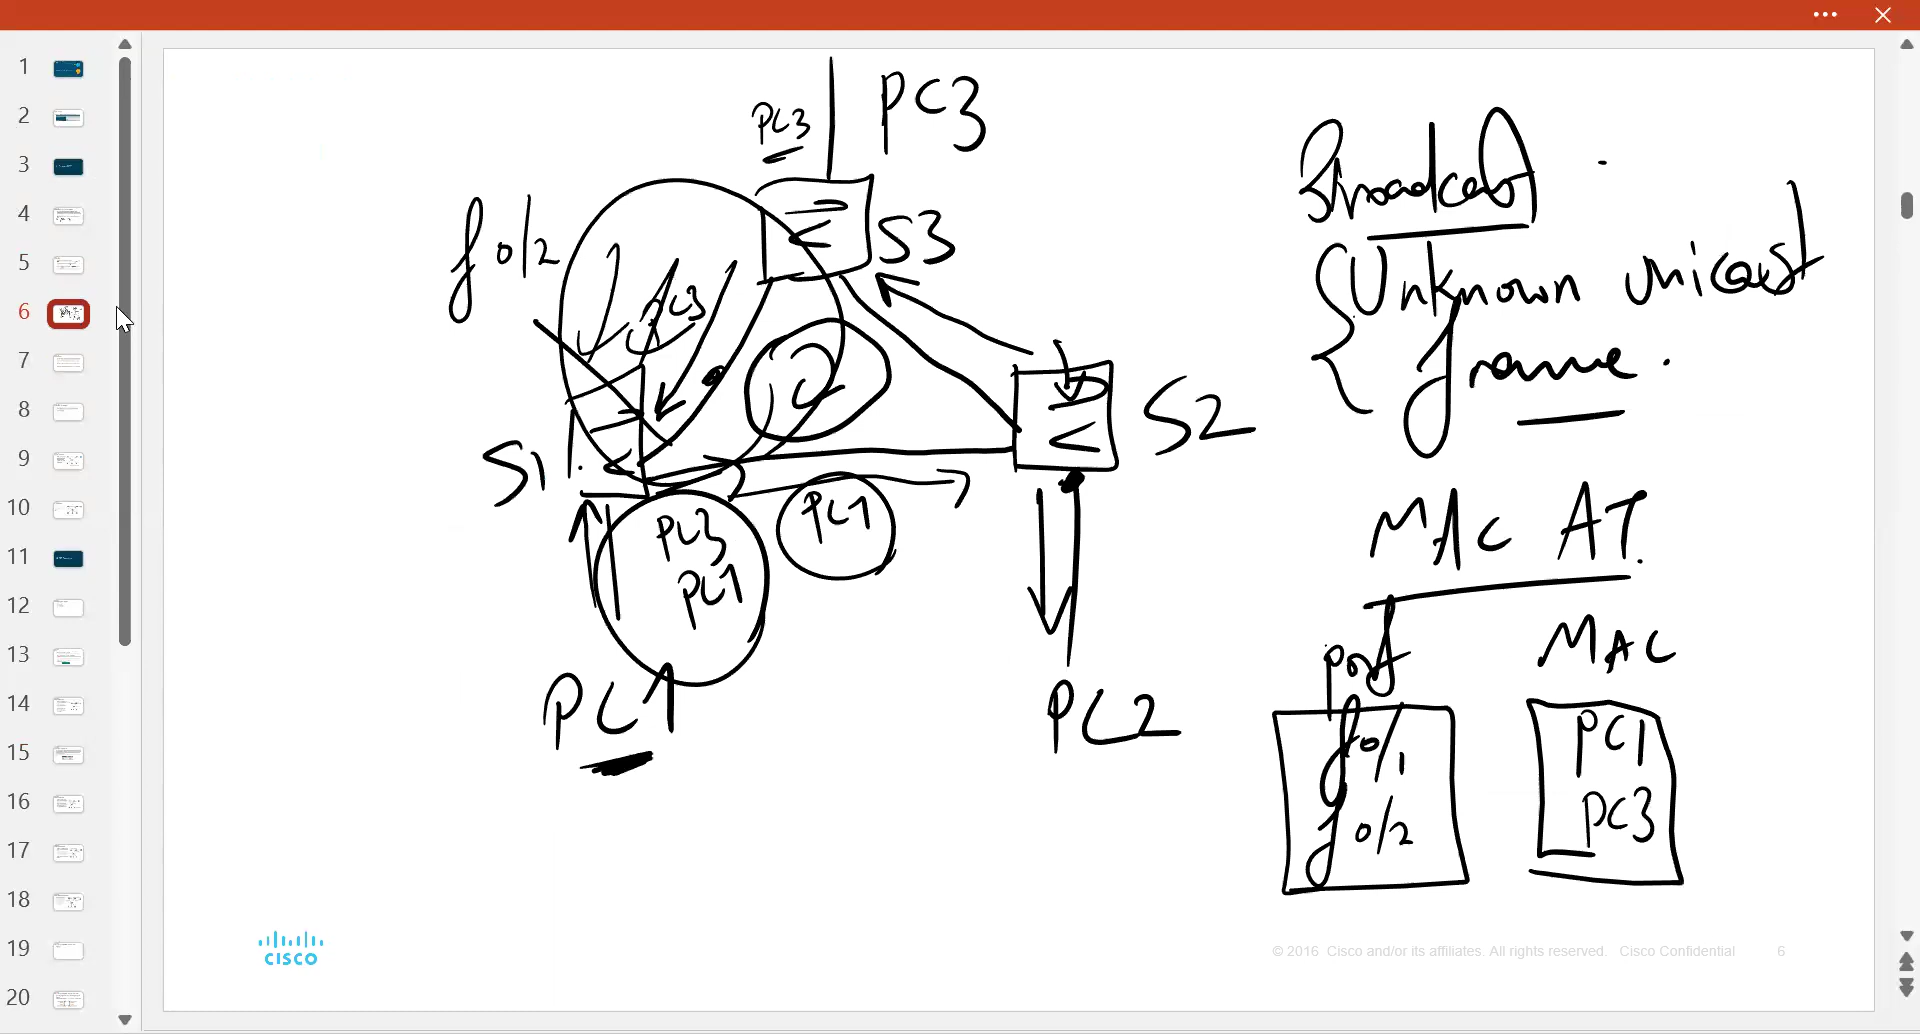 1
2
3
4
5
6
7
8
9
10
11
12
13
14
15
16
17
18
19
20
PC3
PC3
S3
f0/2
PC3
S2
S1
PC3
PC1
PC1
PC1
PC2
Broadcast
Unknown unicast
frame.
MAC AT.
port MAC
f0/1 PC1
f0/2 PC3
CISCO
© 2016 Cisco and/or its affiliates. All rights reserved. Cisco Confidential 6